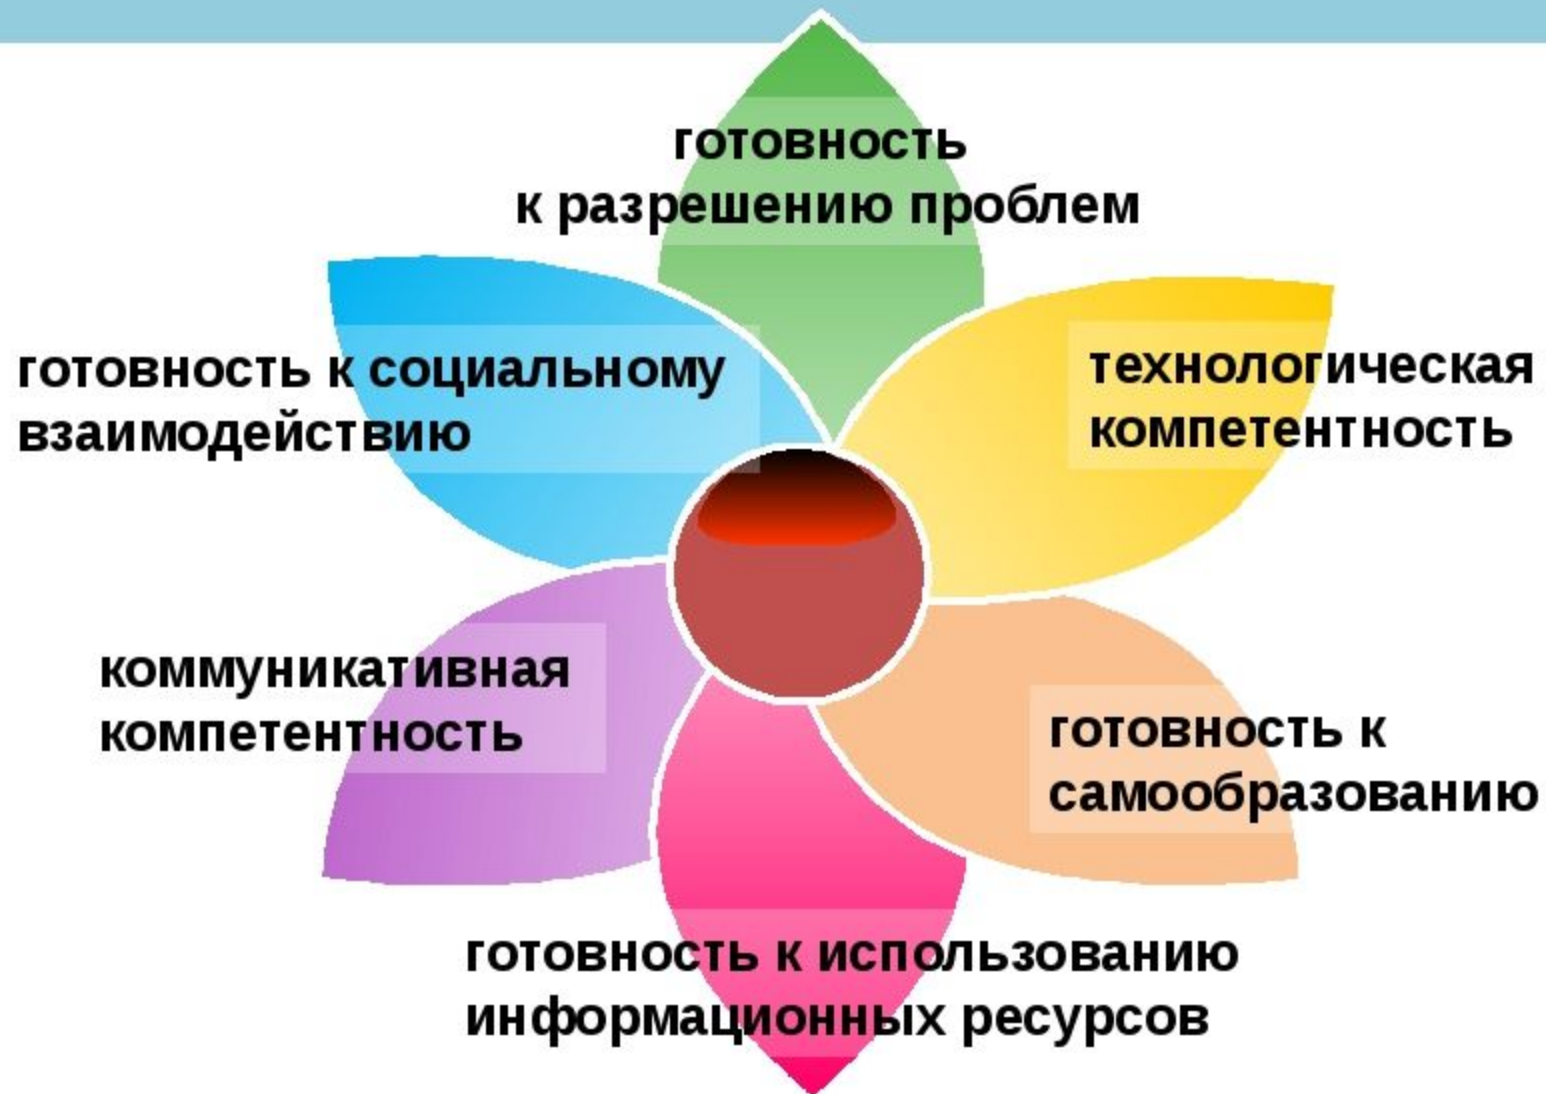 готовность
к разрешению проблем
готовность к социальному
взаимодействию
технологическая
компетентность
коммуникативная
компетентность
готовность к
самообразованию
готовность к использованию
информационных ресурсов